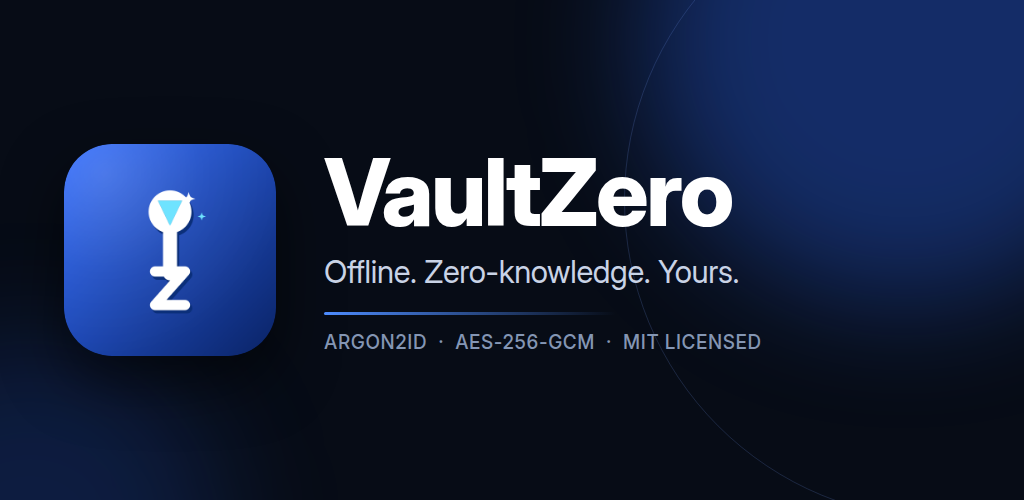 VaultZero
Offline. Zero-knowledge. Yours.
ARGON2ID · AES-256-GCM · MIT LICENSED